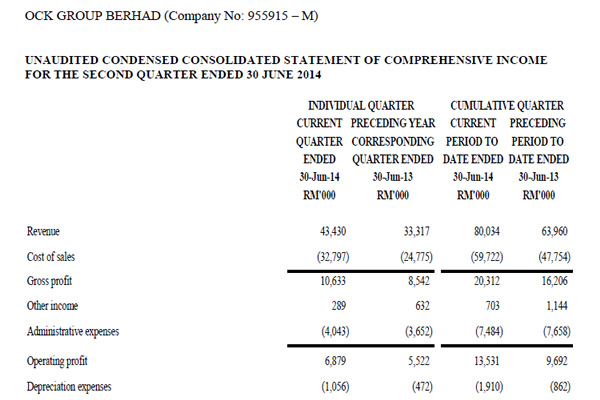 OCK GROUP BERHAD (Company No: 955915 – M)
UNAUDITED CONDENSED CONSOLIDATED STATEMENT OF COMPREHENSIVE INCOME
FOR THE SECOND QUARTER ENDED 30 JUNE 2014
INDIVIDUAL QUARTER CUMULATIVE QUARTER
CURRENT PRECEDING YEAR CURRENT PRECEDING
QUARTER CORRESPONDING PERIOD TO PERIOD TO
ENDED QUARTER ENDED DATE ENDED DATE ENDED
30-Jun-14 30-Jun-13 30-Jun-14 30-Jun-13
RM'000 RM'000 RM'000 RM'000
Revenue 43,430 33,317 80,034 63,960
Cost of sales (32,797) (24,775) (59,722) (47,754)
Gross profit 10,633 8,542 20,312 16,206
Other income 289 632 703 1,144
Administrative expenses (4,043) (3,652) (7,484) (7,658)
Operating profit 6,879 5,522 13,531 9,692
Depreciation expenses (1,056) (472) (1,910) (862)